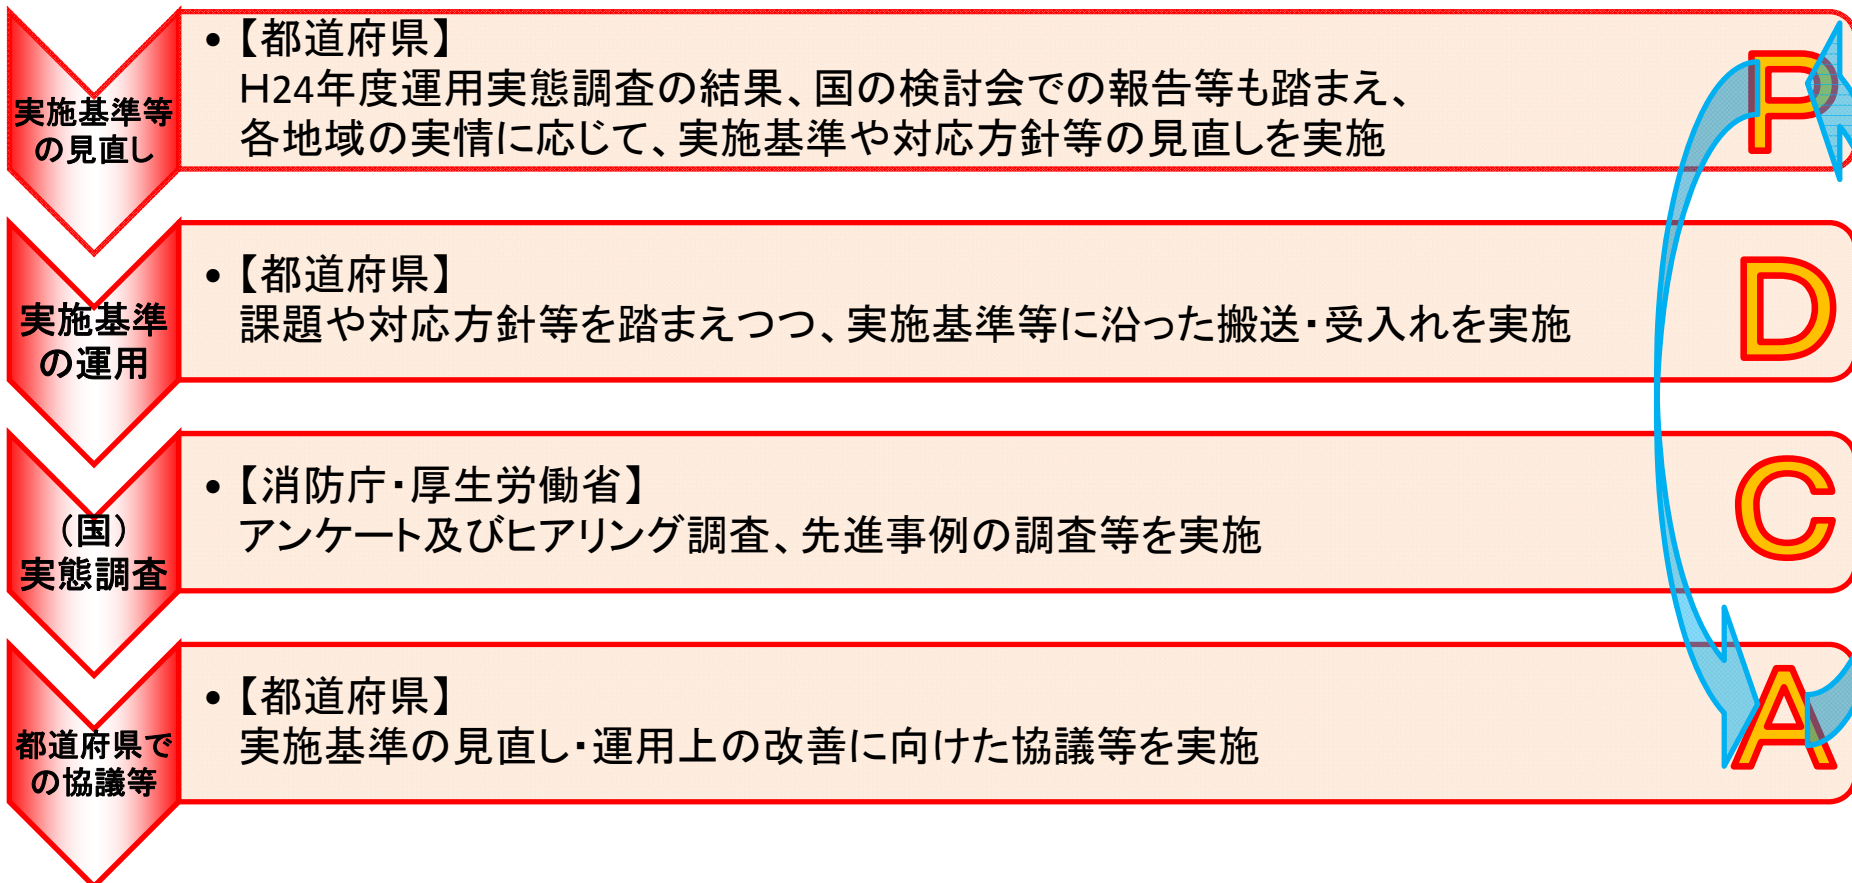 実施基準等
の見直し
•【都道府県】
H24年度運用実態調査の結果、国の検討会での報告等も踏まえ、
各地域の実情に応じて、実施基準や対応方針等の見直しを実施
P
実施基準
の運用
•【都道府県】
課題や対応方針等を踏まえつつ、実施基準等に沿った搬送・受入れを実施
D
（国）
実態調査
•【消防庁・厚生労働省】
アンケート及びヒアリング調査、先進事例の調査等を実施
C
都道府県で
の協議等
•【都道府県】
実施基準の見直し・運用上の改善に向けた協議等を実施
A